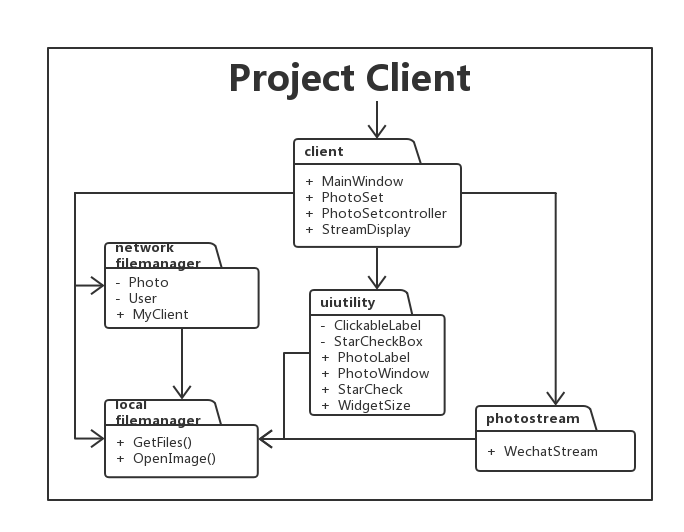 Project Client
client
+ MainWindow
+ PhotoSet
+ PhotoSetcontroller
+ StreamDisplay
network
filemanager
- Photo
- User
+ MyClient
uiutility
- ClickableLabel
- StarCheckBox
+ PhotoLabel
+ PhotoWindow
+ StarCheck
+ WidgetSize
local
filemanager
+ GetFiles()
+ OpenImage()
photostream
+ WechatStream